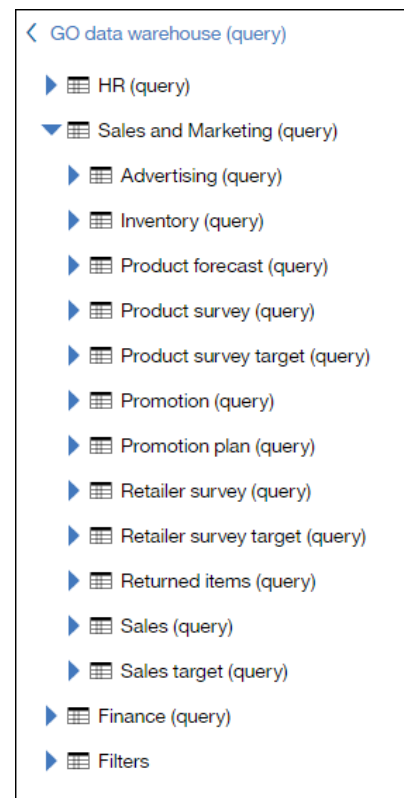 GO data warehouse (query)
HR (query)
Sales and Marketing (query)
Advertising (query)
Inventory (query)
Product forecast (query)
Product survey (query)
Product survey target (query)
Promotion (query)
Promotion plan (query)
Retailer survey (query)
Retailer survey target (query)
Returned items (query)
Sales (query)
Sales target (query)
Finance (query)
Filters